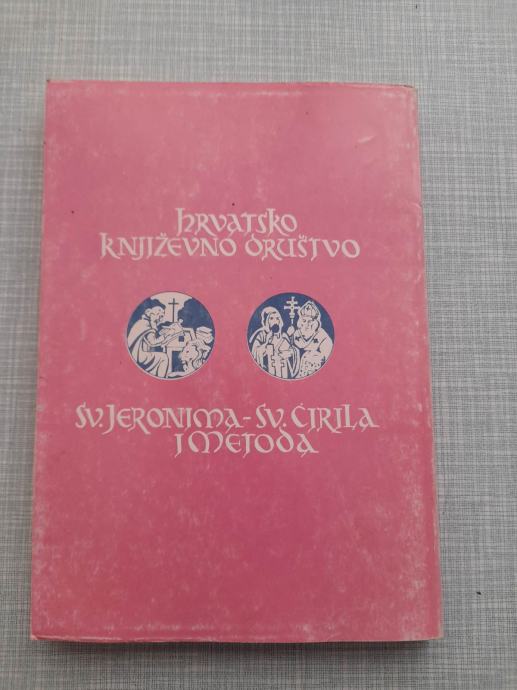 HRVATSKO
KNJIŽEVNO DRUŠTVO
SV. JERONIMA - SV. ĆIRILA
I METODA